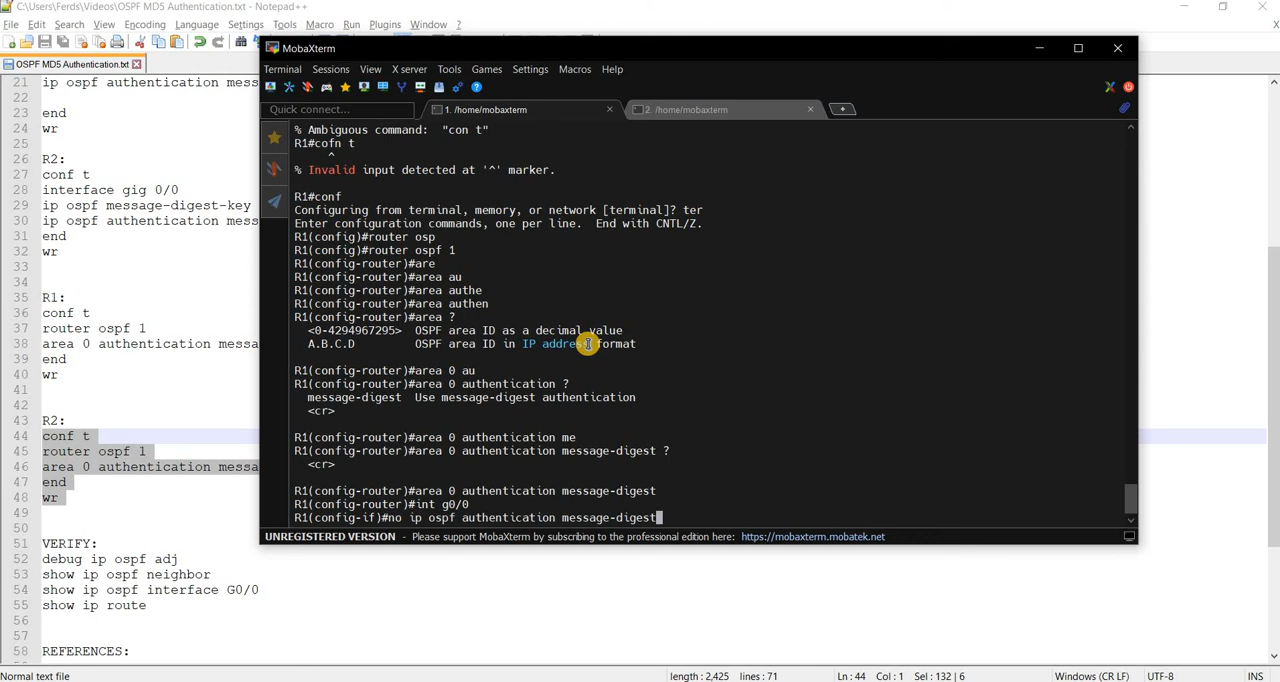 C:\Users\Ferds\Videos\OSPF MD5 Authentication.txt - Notepad++
File Edit Search View Encoding Language Settings Tools Macro Run Plugins Window ?
X
OSPF MD5 Authentication.txt
21 ip ospf authentication mess
22
23 end
24 wr
25
26 R2:
27 conf t
28 interface gig 0/0
29 ip ospf message-digest-key
30 ip ospf authentication mess
31 end
32 wr
33
34
35 R1:
36 conf t
37 router ospf 1
38 area 0 authentication messa
39 end
40 wr
41
42
43 R2:
44 conf t
45 router ospf 1
46 area 0 authentication messa
47 end
48 wr
49
50
51 VERIFY:
52 debug ip ospf adj
53 show ip ospf neighbor
54 show ip ospf interface G0/0
55 show ip route
56
57
58 REFERENCES:
MobaXterm
Terminal Sessions View X server Tools Games Settings Macros Help
Quick connect...
1. /home/mobaxterm
2. /home/mobaxterm
% Ambiguous command: "con t"
R1#cofn t
^
% Invalid input detected at '^' marker.
R1#conf
Configuring from terminal, memory, or network [terminal]? ter
Enter configuration commands, one per line. End with CNTL/Z.
R1(config)#router osp
R1(config)#router ospf 1
R1(config-router)#are
R1(config-router)#area au
R1(config-router)#area authe
R1(config-router)#area authen
R1(config-router)#area ?
<0-4294967295> OSPF area ID as a decimal value
A.B.C.D OSPF area ID in IP address format
R1(config-router)#area 0 au
R1(config-router)#area 0 authentication ?
message-digest Use message-digest authentication
<cr>
R1(config-router)#area 0 authentication me
R1(config-router)#area 0 authentication message-digest ?
<cr>
R1(config-router)#area 0 authentication message-digest
R1(config-router)#int g0/0
R1(config-if)#no ip ospf authentication message-digest
UNREGISTERED VERSION - Please support MobaXterm by subscribing to the professional edition here: https://mobaxterm.mobatek.net
Normal text file
length : 2,425 lines : 71
Ln : 44 Col : 1 Sel : 132 | 6
Windows (CR LF)
UTF-8
INS